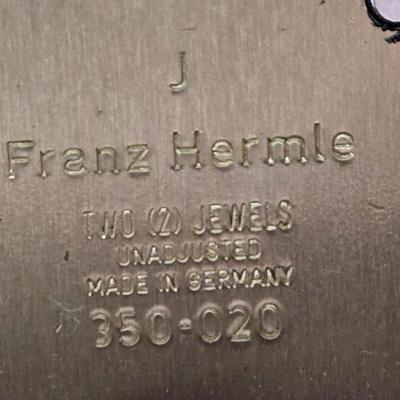 J
Franz Hermle
TWO (2) JEWELS
UNADJUSTED
MADE IN GERMANY
350-020